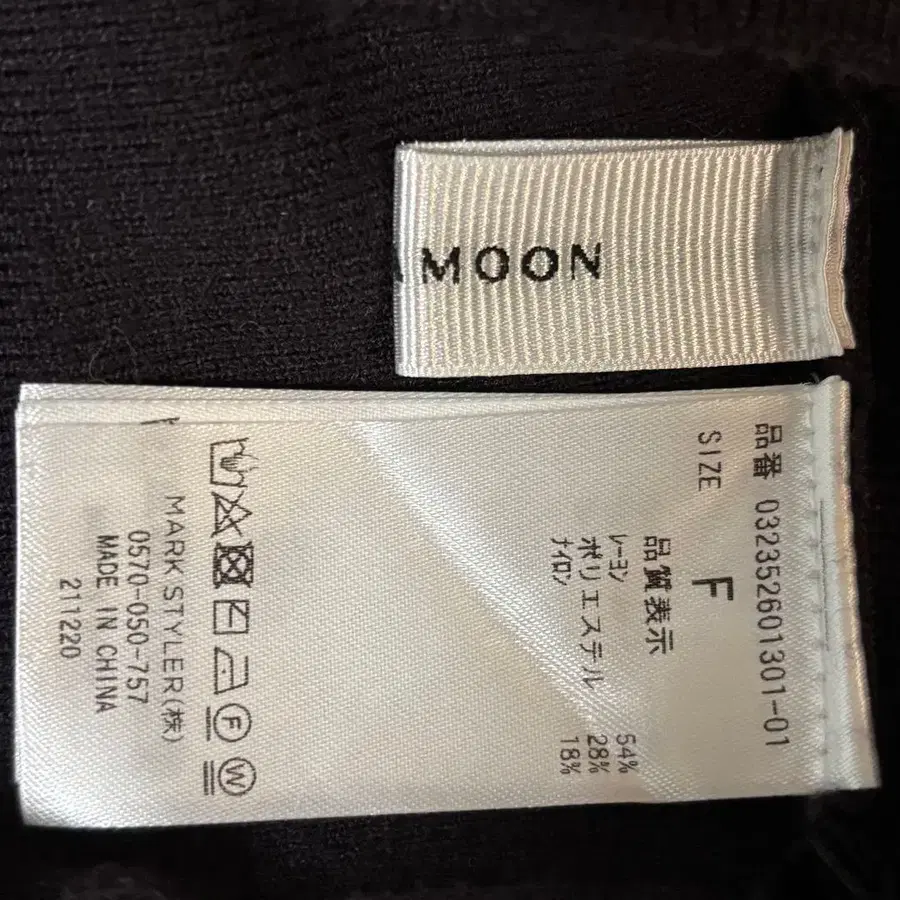 MOON
品番 032352601301-01
SIZE F
品質表示
レーヨン 54%
ポリエステル 28%
ナイロン 18%
F
W
MARK STYLER(株)
0570-050-757
MADE IN CHINA
211220